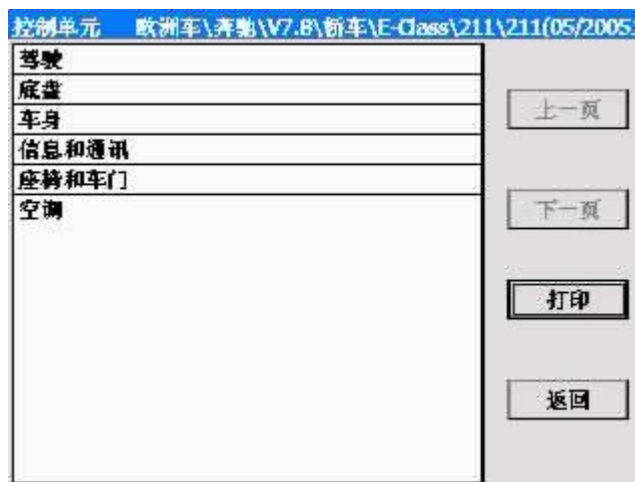 控制单元 欧洲车\奔驰\V7.8\轿车\E-Class\211\211(05/2005
驾驶
底盘
车身
信息和通讯
座椅和车门
空调
上一页
下一页
打印
返回